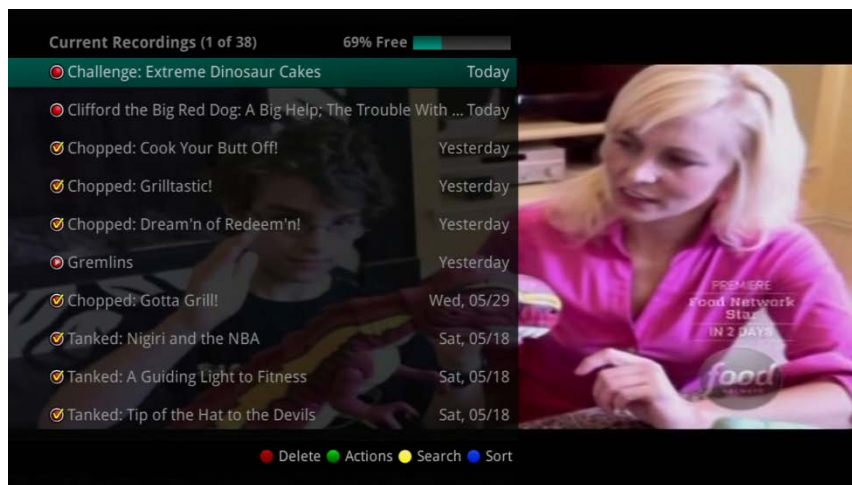 Current Recordings (1 of 38) 69% Free
Challenge: Extreme Dinosaur Cakes Today
Clifford the Big Red Dog: A Big Help; The Trouble With ... Today
Chopped: Cook Your Butt Off! Yesterday
Chopped: Grilltastic! Yesterday
Chopped: Dream'n of Redeem'n! Yesterday
Gremlins Yesterday
Chopped: Gotta Grill! Wed, 05/29
Tanked: Nigiri and the NBA Sat, 05/18
Tanked: A Guiding Light to Fitness Sat, 05/18
Tanked: Tip of the Hat to the Devils Sat, 05/18
Delete Actions Search Sort
PREMIERE
Food Network
Star
IN 2 DAYS
food
NETWORK